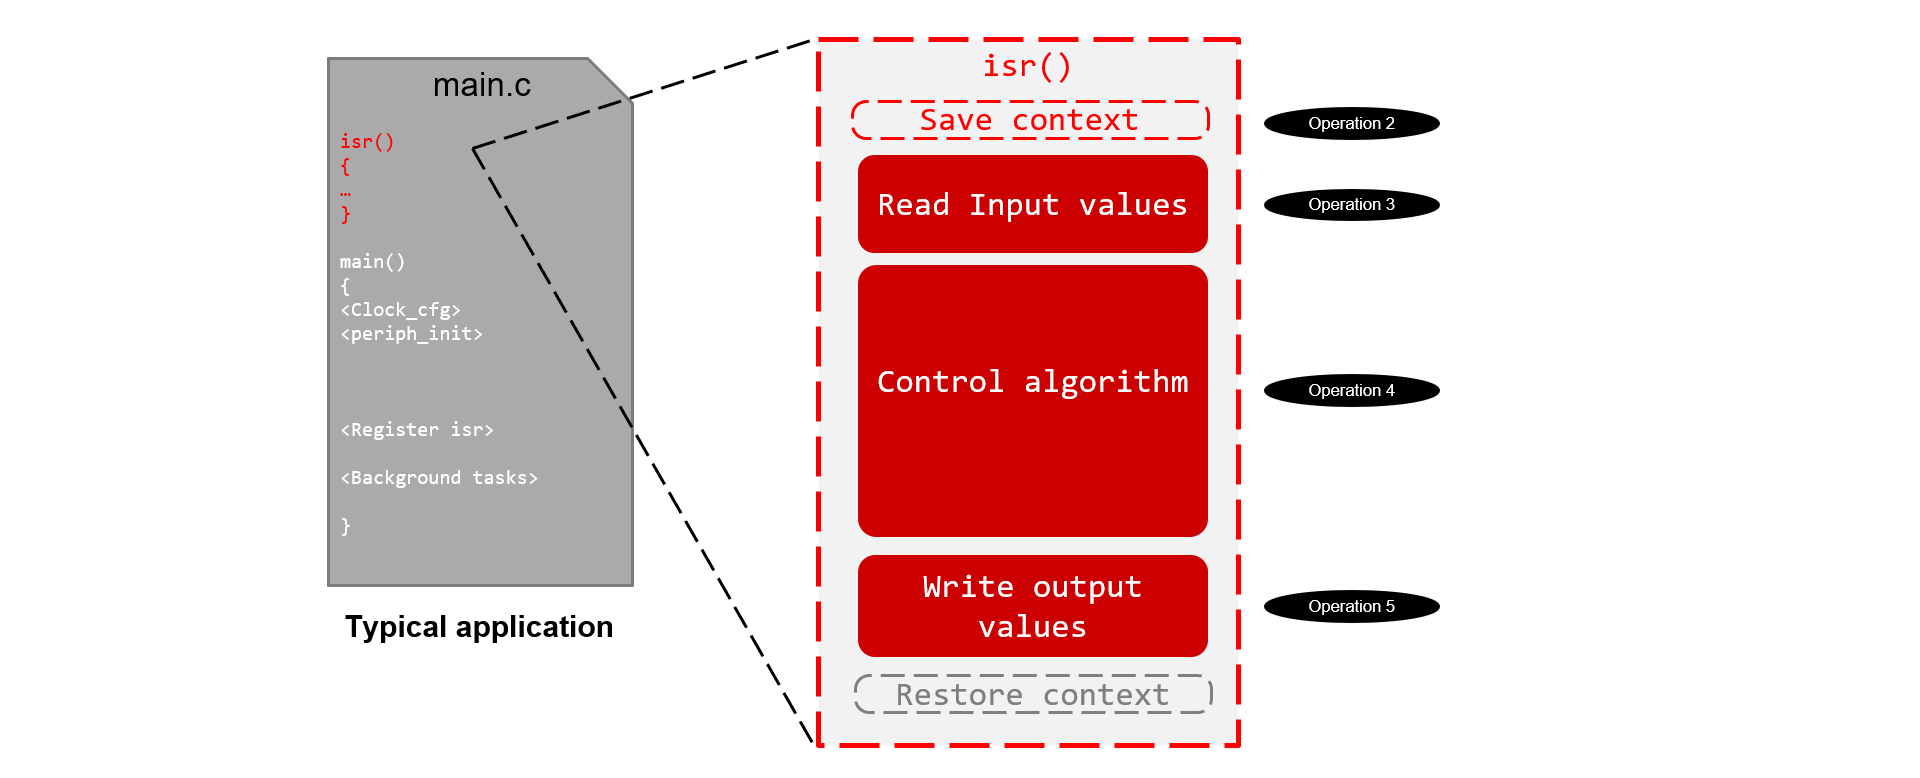 main.c
isr()
{
…
}
main()
{
<Clock_cfg>
<periph_init>
<Register isr>
<Background tasks>
}
Typical application
isr()
Save context
Read Input values
Control algorithm
Write output
values
Restore context
Operation 2
Operation 3
Operation 4
Operation 5